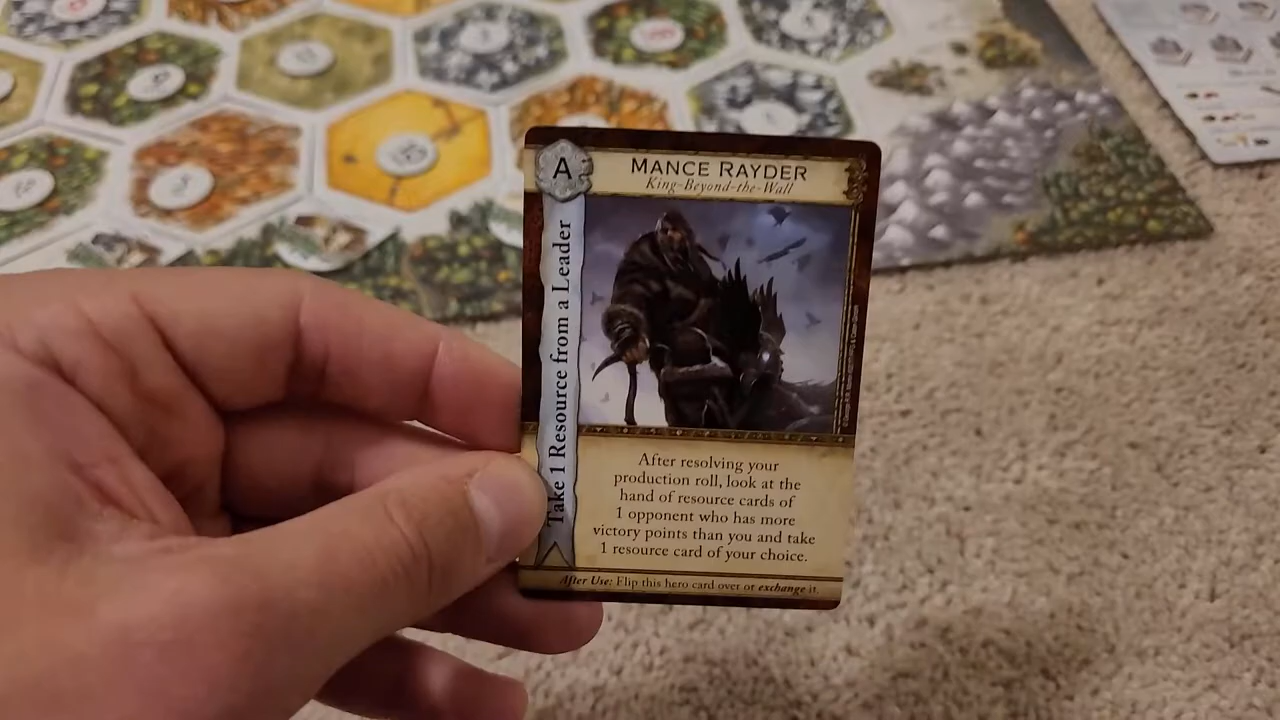 A
MANCE RAYDER
King-Beyond-the-Wall
Take 1 Resource from a Leader
After resolving your
production roll, look at the
hand of resource cards of
1 opponent who has more
victory points than you and take
1 resource card of your choice.
After Use: Flip this hero card over or exchange it.